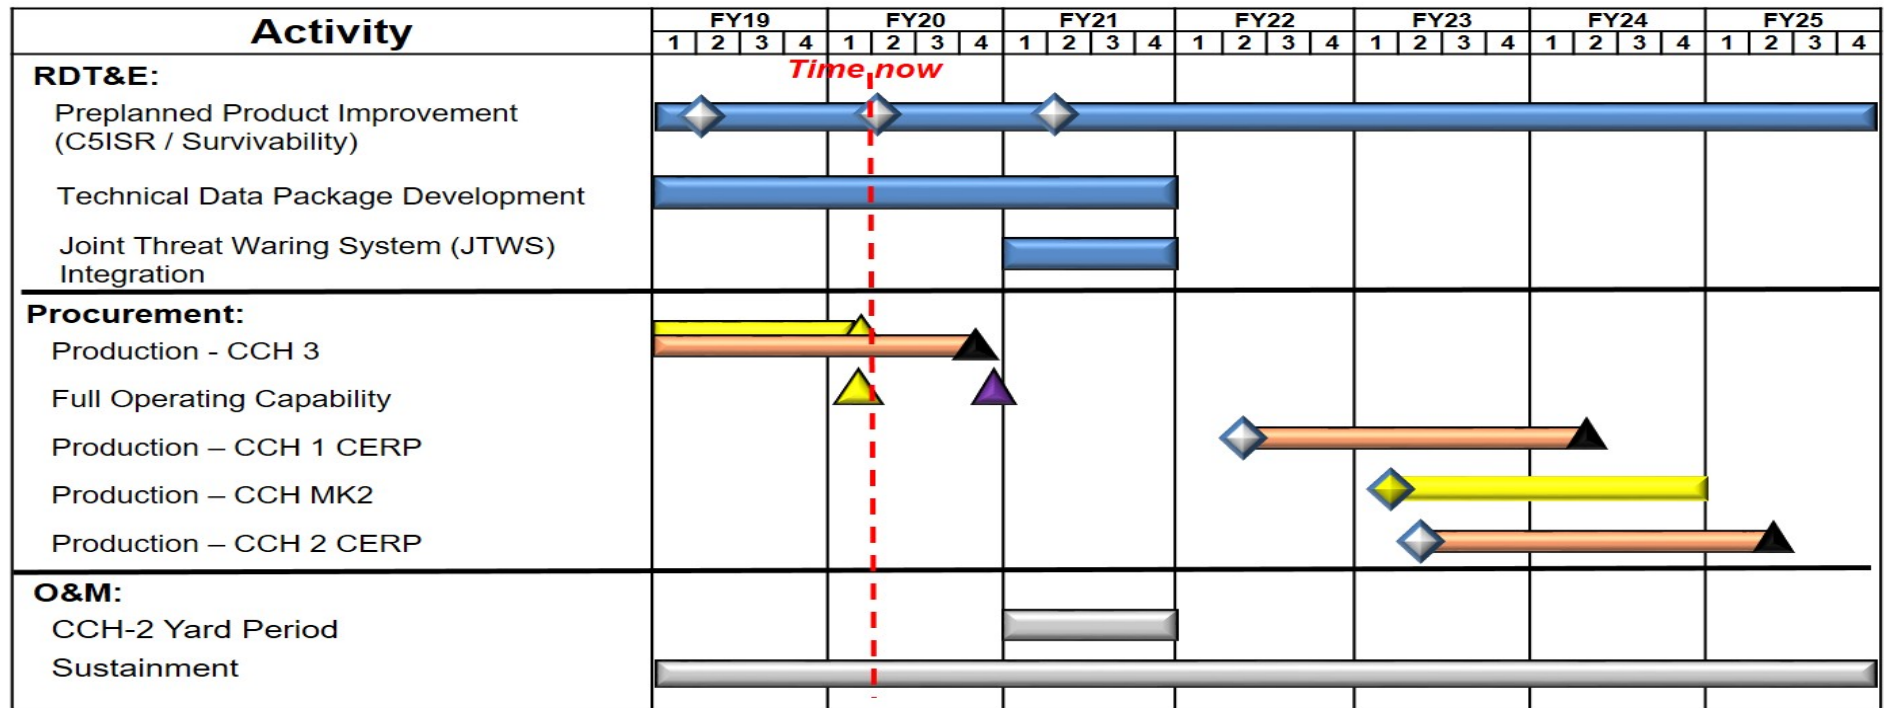 Activity FY19 FY20 FY21 FY22 FY23 FY24 FY25
1 2 3 4 1 2 3 4 1 2 3 4 1 2 3 4 1 2 3 4 1 2 3 4 1 2 3 4
RDT&E:
Time now
Preplanned Product Improvement
(C5ISR / Survivability)
Technical Data Package Development
Joint Threat Waring System (JTWS)
Integration
Procurement:
Production - CCH 3
Full Operating Capability
Production – CCH 1 CERP
Production – CCH MK2
Production – CCH 2 CERP
O&M:
CCH-2 Yard Period
Sustainment